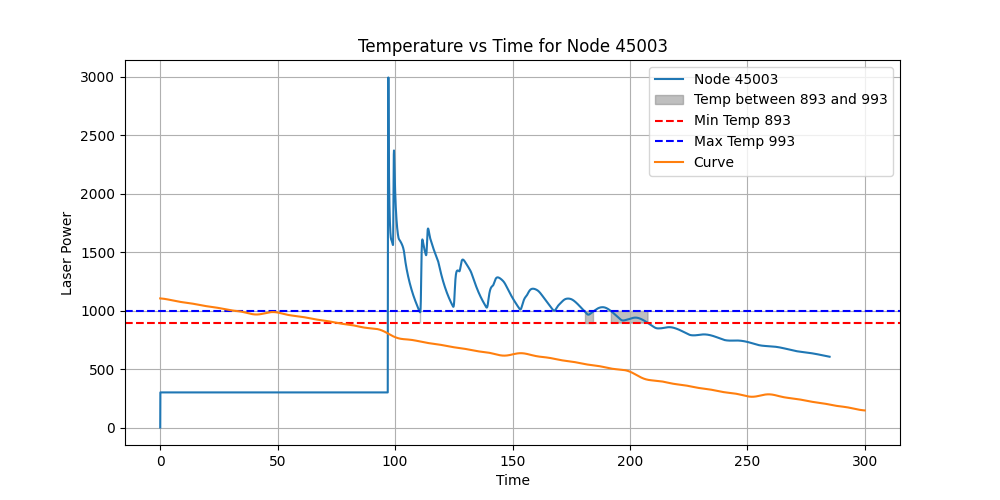 Temperature vs Time for Node 45003
Node 45003
Temp between 893 and 993
Min Temp 893
Max Temp 993
Curve
Laser Power
3000
2500
2000
1500
1000
500
0
0 50 100 150 200 250 300
Time